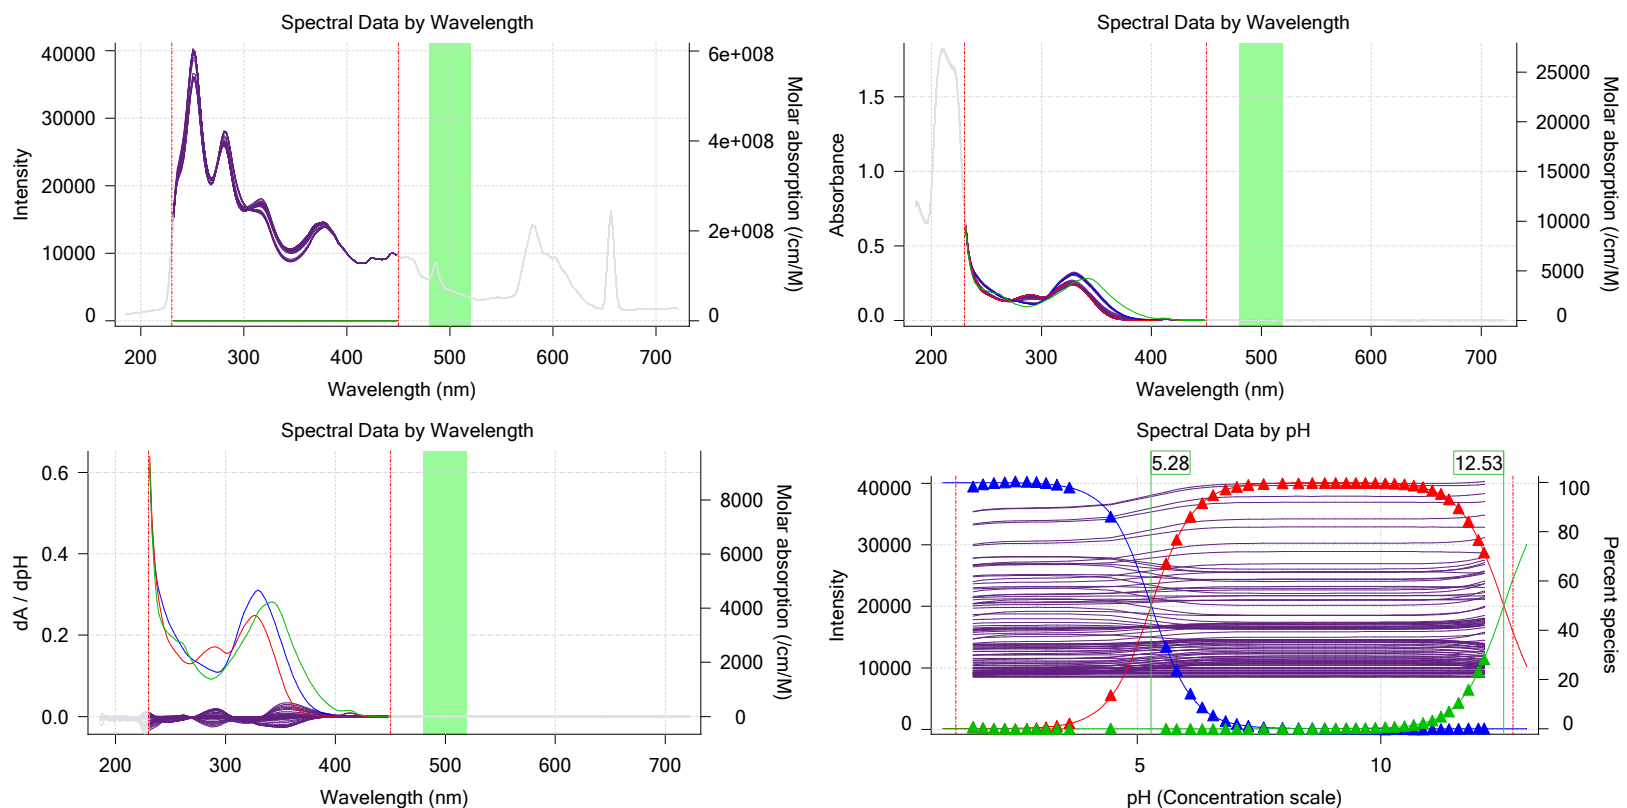 Spectral Data by Wavelength
40000
30000
20000
10000
0
Intensity
6e+008
4e+008
2e+008
0
Molar absorption (/cm/M)
200 300 400 500 600 700
Wavelength (nm)
Spectral Data by Wavelength
1.5
1.0
0.5
0.0
Absorbance
25000
20000
15000
10000
5000
0
Molar absorption (/cm/M)
200 300 400 500 600 700
Wavelength (nm)
Spectral Data by Wavelength
0.6
0.4
0.2
0.0
dA / dpH
8000
6000
4000
2000
0
Molar absorption (/cm/M)
200 300 400 500 600 700
Wavelength (nm)
Spectral Data by pH
5.28 12.53
40000
30000
20000
10000
0
Intensity
100
80
60
40
20
0
Percent species
5 10
pH (Concentration scale)